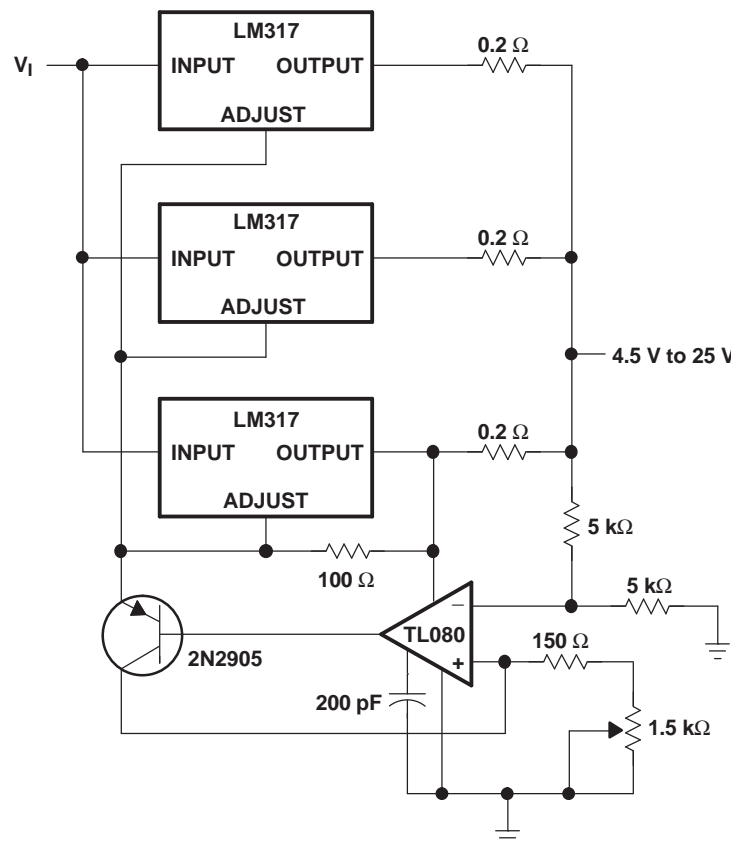 LM317
0.2 Ω
VI
INPUT OUTPUT
ADJUST
LM317
0.2 Ω
INPUT OUTPUT
ADJUST
4.5 V to 25 V
LM317
0.2 Ω
INPUT OUTPUT
ADJUST
5 kΩ
100 Ω
5 kΩ
−
TL080
150 Ω
2N2905
+
200 pF
1.5 kΩ